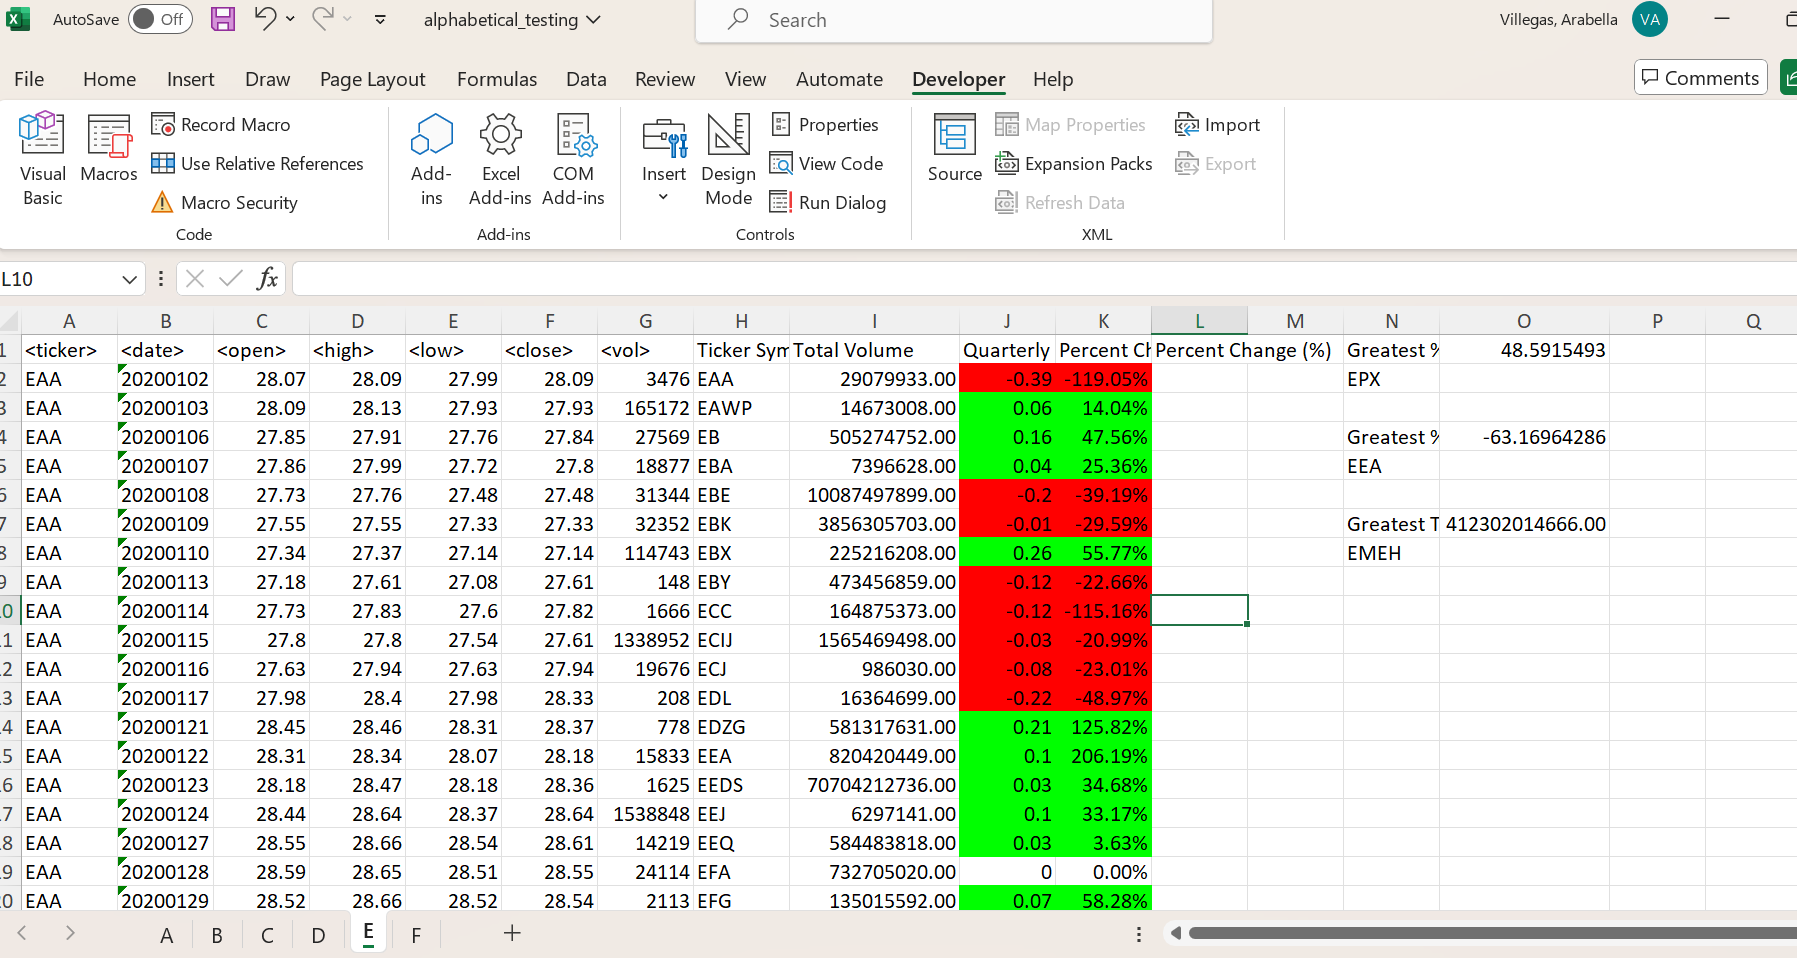 AutoSave Off alphabetical_testing Search Villegas, Arabella VA
File Home Insert Draw Page Layout Formulas Data Review View Automate Developer Help Comments
Visual Basic Macros Record Macro Use Relative References Macro Security Code
Add-ins Excel Add-ins COM Add-ins Add-ins
Insert Design Mode Properties View Code Run Dialog Controls
Source Map Properties Expansion Packs Refresh Data Import Export XML
L10 fx
A B C D E F G H I J K L M N O P Q
1 <ticker> <date> <open> <high> <low> <close> <vol> Ticker Sym Total Volume Quarterly Percent Ch Percent Change (%) Greatest % 48.5915493
2 EAA 20200102 28.07 28.09 27.99 28.09 3476 EAA 29079933.00 -0.39 -119.05% EPX
3 EAA 20200103 28.09 28.13 27.93 27.93 165172 EAWP 14673008.00 0.06 14.04%
4 EAA 20200106 27.85 27.91 27.76 27.84 27569 EB 505274752.00 0.16 47.56% Greatest % -63.16964286
5 EAA 20200107 27.86 27.99 27.72 27.8 18877 EBA 7396628.00 0.04 25.36% EEA
6 EAA 20200108 27.73 27.76 27.48 27.48 31344 EBE 10087497899.00 -0.2 -39.19%
7 EAA 20200109 27.55 27.55 27.33 27.33 32352 EBK 3856305703.00 -0.01 -29.59% Greatest T 412302014666.00
8 EAA 20200110 27.34 27.37 27.14 27.14 114743 EBX 225216208.00 0.26 55.77% EMEH
9 EAA 20200113 27.18 27.61 27.08 27.61 148 EBY 473456859.00 -0.12 -22.66%
0 EAA 20200114 27.73 27.83 27.6 27.82 1666 ECC 164875373.00 -0.12 -115.16%
1 EAA 20200115 27.8 27.8 27.54 27.61 1338952 ECIJ 1565469498.00 -0.03 -20.99%
2 EAA 20200116 27.63 27.94 27.63 27.94 19676 ECJ 986030.00 -0.08 -23.01%
3 EAA 20200117 27.98 28.4 27.98 28.33 208 EDL 16364699.00 -0.22 -48.97%
4 EAA 20200121 28.45 28.46 28.31 28.37 778 EDZG 581317631.00 0.21 125.82%
5 EAA 20200122 28.31 28.34 28.07 28.18 15833 EEA 820420449.00 0.1 206.19%
6 EAA 20200123 28.18 28.47 28.18 28.36 1625 EEDS 70704212736.00 0.03 34.68%
7 EAA 20200124 28.44 28.64 28.37 28.64 1538848 EEJ 6297141.00 0.1 33.17%
8 EAA 20200127 28.55 28.66 28.54 28.61 14219 EEQ 584483818.00 0.03 3.63%
9 EAA 20200128 28.59 28.65 28.51 28.55 24114 EFA 732705020.00 0 0.00%
0 EAA 20200129 28.52 28.66 28.52 28.54 2113 EFG 135015592.00 0.07 58.28%
A B C D E F